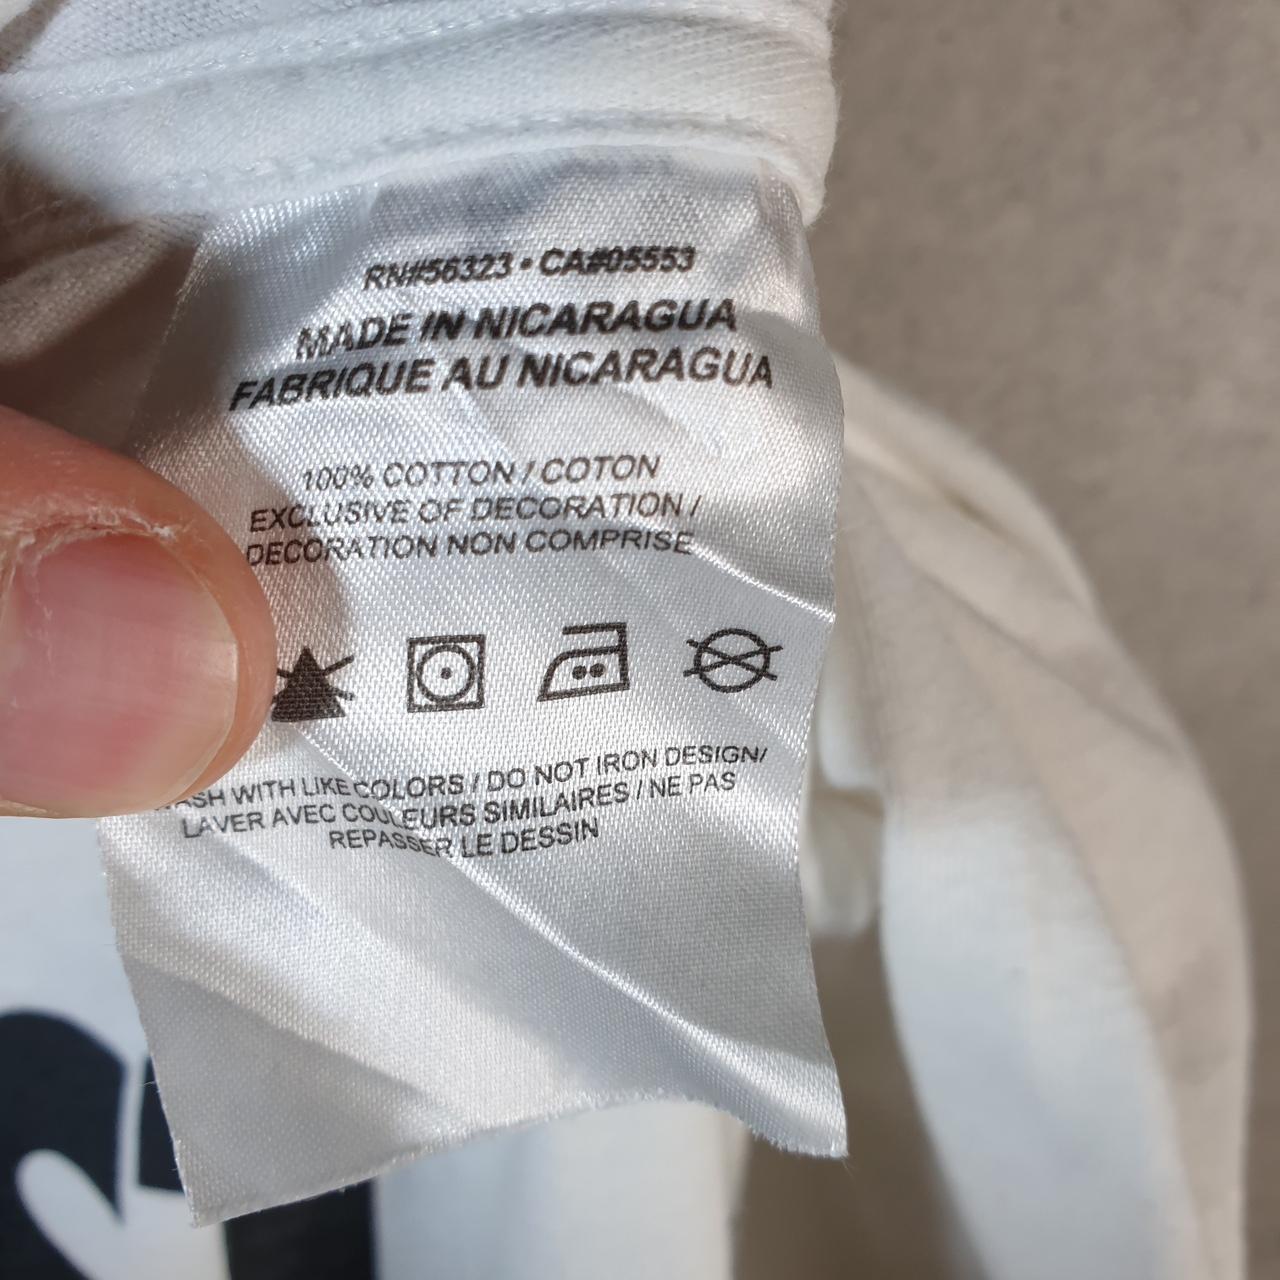 RN#56323 • CA#05553
MADE IN NICARAGUA
FABRIQUE AU NICARAGUA
100% COTTON / COTON
EXCLUSIVE OF DECORATION /
DECORATION NON COMPRISE
WITH LIKE COLORS / DO NOT IRON DESIGN/
LAVER AVEC COULEURS SIMILAIRES / NE PAS
REPASSER LE DESSIN